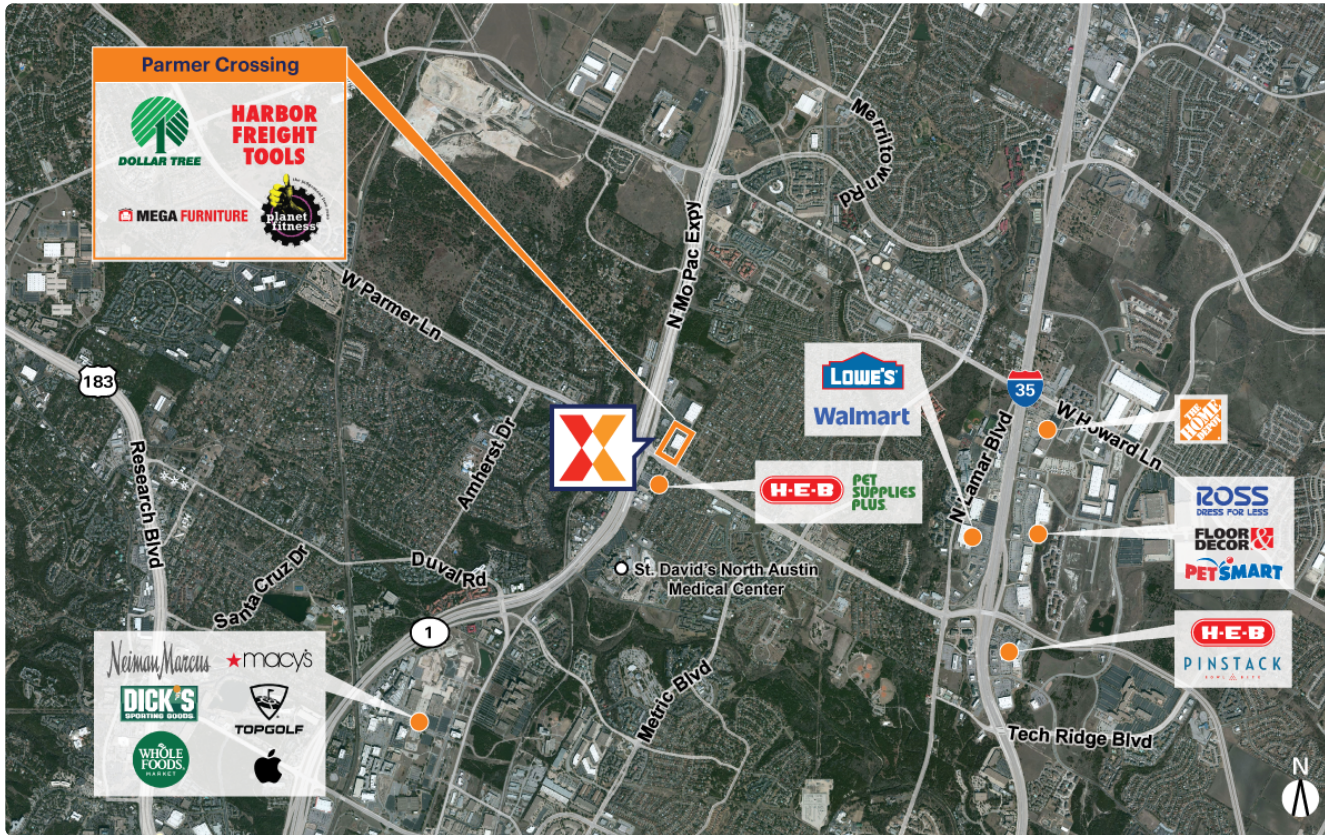 Parmer Crossing
DOLLAR TREE
HARBOR
FREIGHT
TOOLS
MEGA FURNITURE
planet
fitness
Merriltown Rd
N Mo Pac Expy
W Parmer Ln
183
Research Blvd
Amherst Dr
Santa Cruz Dr
Duval Rd
1
LOWE'S
Walmart
35
N Lamar Blvd
W Howard Ln
THE
HOME
DEPOT
H-E-B
PET
SUPPLIES
PLUS
ROSS
DRESS FOR LESS
FLOOR &
DECOR
PETSMART
St. David's North Austin
Medical Center
H-E-B
PINSTACK
Neiman Marcus
macy's
DICK'S
SPORTING GOODS
TOPGOLF
WHOLE
FOODS
MARKET
Metric Blvd
Tech Ridge Blvd
N